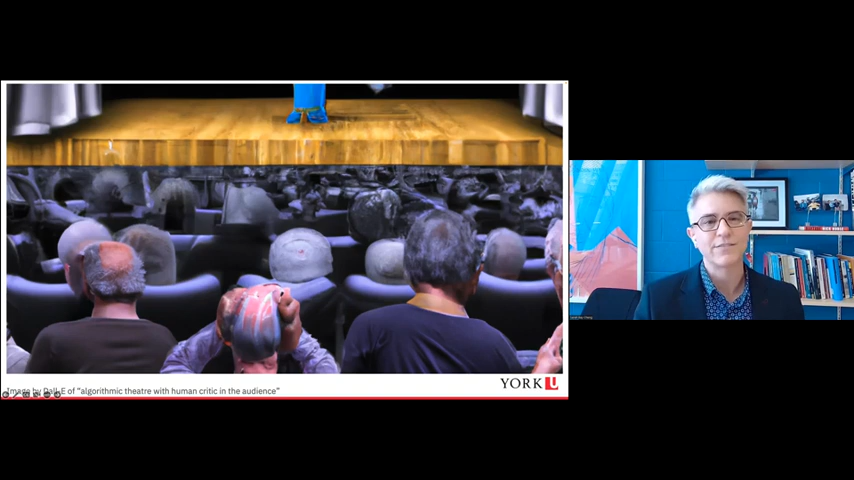 YORK U
Image by Dall-E of "algorithmic theatre with human critic in the audience"